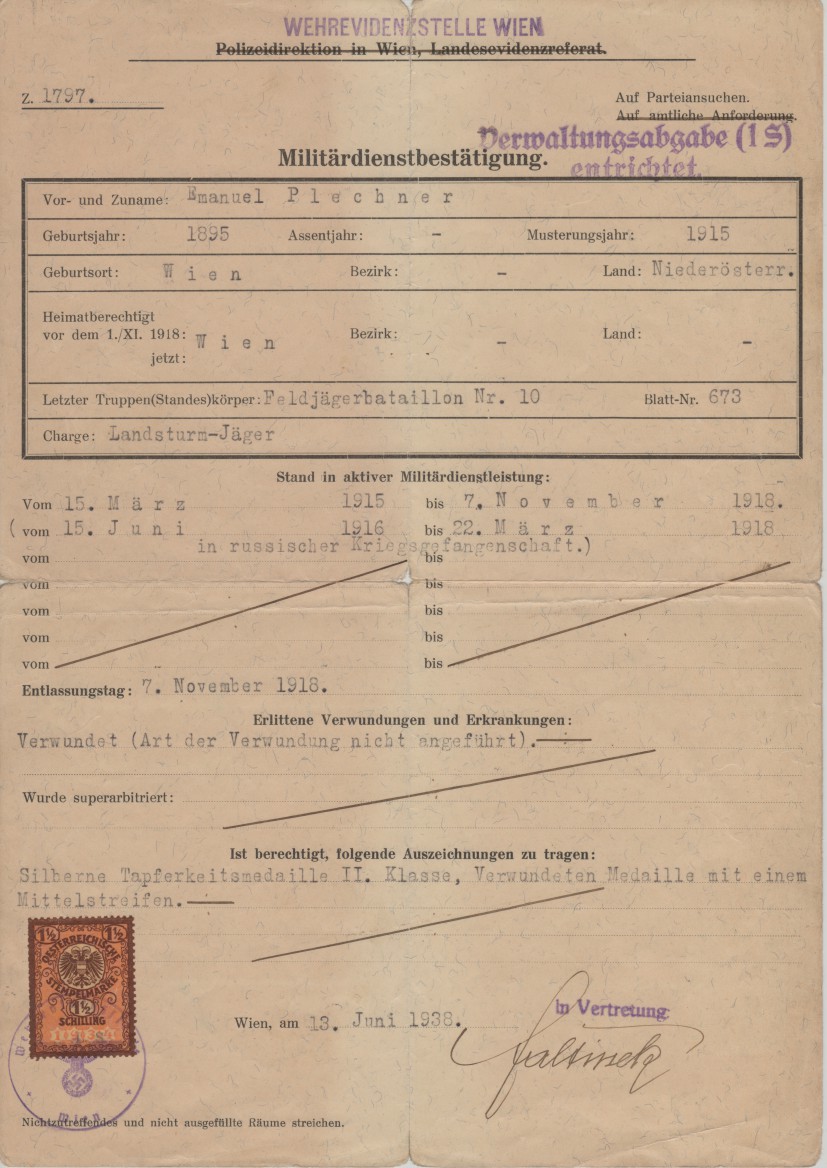 WEHREVIDENZSTELLE WIEN
Polizeidirektion in Wien, Landesevidenzreferat.
Z. 1797.
Auf Parteiansuchen.
Auf amtliche Anforderung.
Verwaltungsabgabe (1 S)
entrichtet.
Militärdienstbestätigung.
Vor- und Zuname: Emanuel Plechner
Geburtsjahr: 1895 Assentjahr: – Musterungsjahr: 1915
Geburtsort: Wien Bezirk: – Land: Niederösterr.
Heimatberechtigt
vor dem 1./XI. 1918: Wien Bezirk: – Land: –
jetzt:
Letzter Truppen(Standes)körper: Feldjägerbataillon Nr. 10 Blatt-Nr. 673
Charge: Landsturm-Jäger
Stand in aktiver Militärdienstleistung:
Vom 15. März 1915 bis 7. November 1918.
(vom 15. Juni 1916 bis 22. März 1918
in russischer Kriegsgefangenschaft.)
vom bis
vom bis
vom bis
vom bis
vom bis
Entlassungstag: 7. November 1918.
Erlittene Verwundungen und Erkrankungen:
Verwundet (Art der Verwundung nicht angeführt).
Wurde superarbitriert:
Ist berechtigt, folgende Auszeichnungen zu tragen:
Silberne Tapferkeitsmedaille II. Klasse, Verwundeten Medaille mit einem
Mittelstreifen.
1½ 1½
OESTERREICHISCHE
STEMPELMARKE
1½
SCHILLING
Wien, am 13. Juni 1938.
In Vertretung:
Wien
Nichtzutreffendes und nicht ausgefüllte Räume streichen.